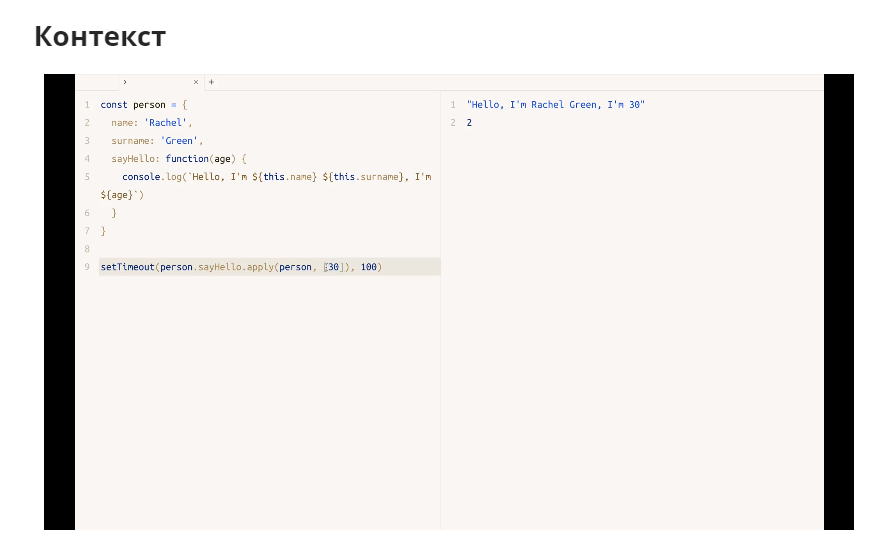 Контекст
› × +
1 const person = {
2 name: 'Rachel',
3 surname: 'Green',
4 sayHello: function(age) {
5 console.log(`Hello, I'm ${this.name} ${this.surname}, I'm
${age}`)
6 }
7 }
8
9 setTimeout(person.sayHello.apply(person, [30]), 100)
1 "Hello, I'm Rachel Green, I'm 30"
2 2